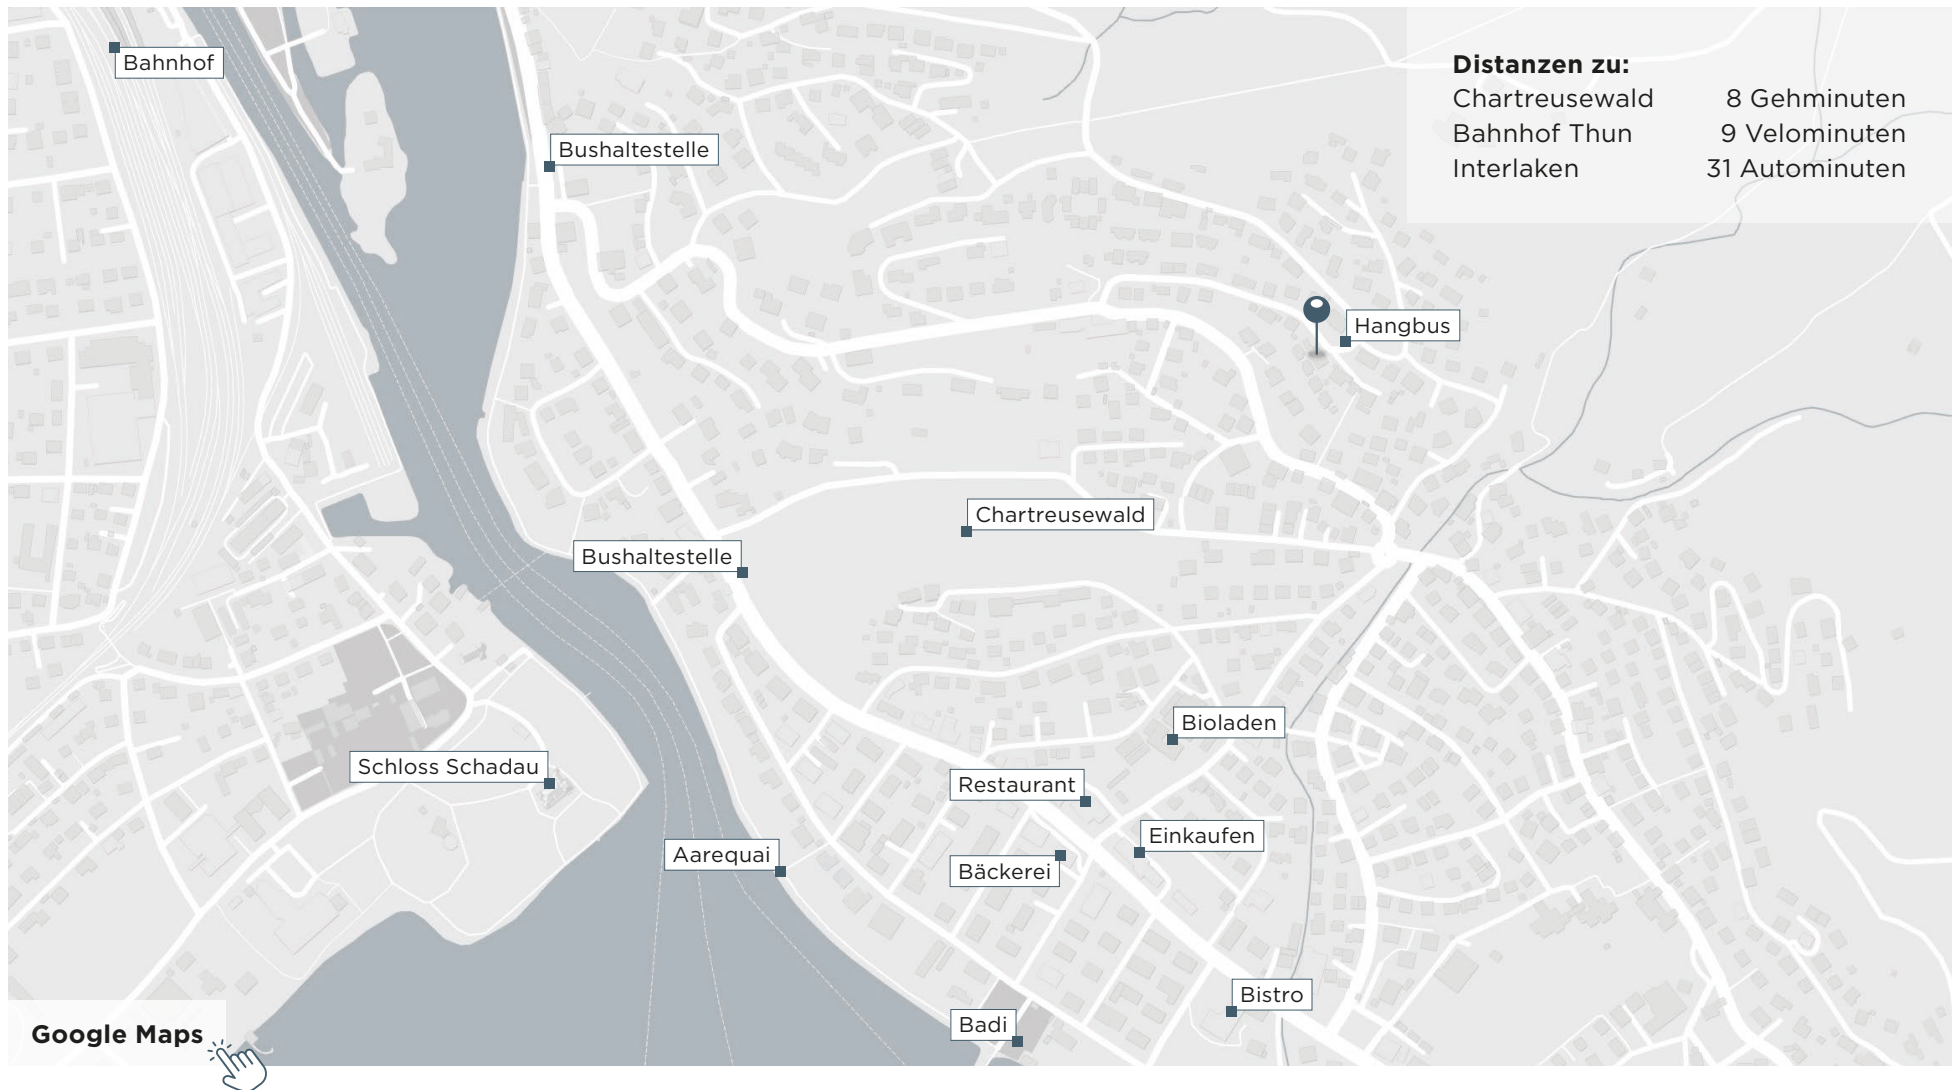 Bahnhof
Distanzen zu:
Chartreusewald 8 Gehminuten
Bahnhof Thun 9 Velominuten
Interlaken 31 Autominuten
Bushaltestelle
Hangbus
Chartreusewald
Bushaltestelle
Bioladen
Schloss Schadau
Restaurant
Einkaufen
Aarequai
Bäckerei
Bistro
Badi
Google Maps